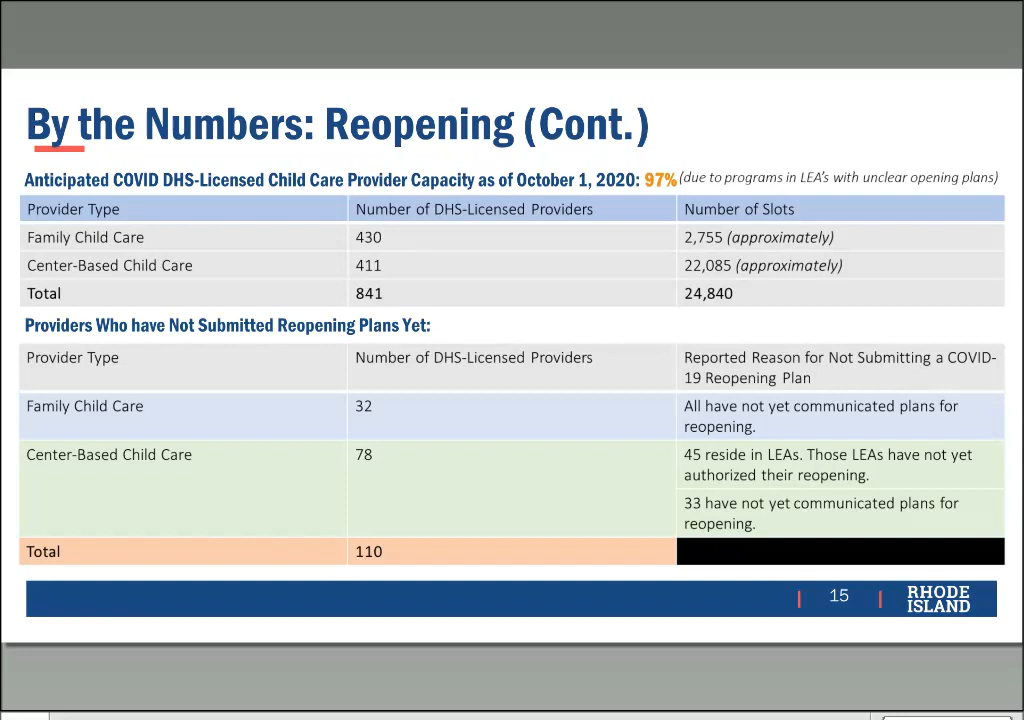 By the Numbers: Reopening (Cont.)
Anticipated COVID DHS-Licensed Child Care Provider Capacity as of October 1, 2020: 97% (due to programs in LEA's with unclear opening plans)
Provider Type Number of DHS-Licensed Providers Number of Slots
Family Child Care 430 2,755 (approximately)
Center-Based Child Care 411 22,085 (approximately)
Total 841 24,840
Providers Who have Not Submitted Reopening Plans Yet:
Provider Type Number of DHS-Licensed Providers Reported Reason for Not Submitting a COVID-
19 Reopening Plan
Family Child Care 32 All have not yet communicated plans for
reopening.
Center-Based Child Care 78 45 reside in LEAs. Those LEAs have not yet
authorized their reopening.
33 have not yet communicated plans for
reopening.
Total 110
15
RHODE
ISLAND